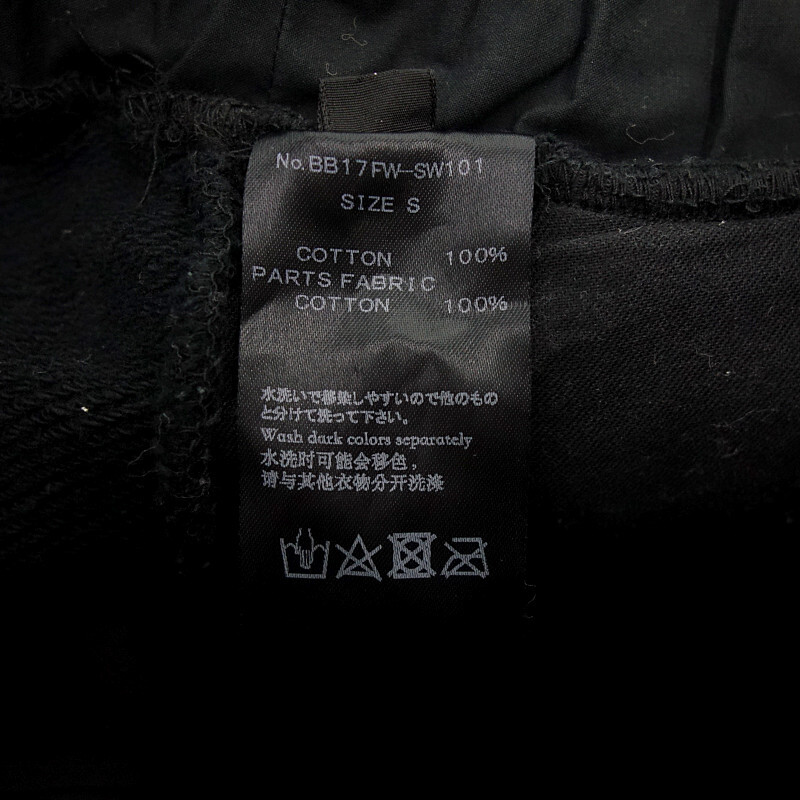 No.BB17FW-SW101
SIZE S
COTTON 100%
PARTS FABRIC
COTTON 100%
水洗いで移染しやすいので他のもの
と分けて洗って下さい。
Wash dark colors separately
水洗时可能会移色，
请与其他衣物分开洗涤